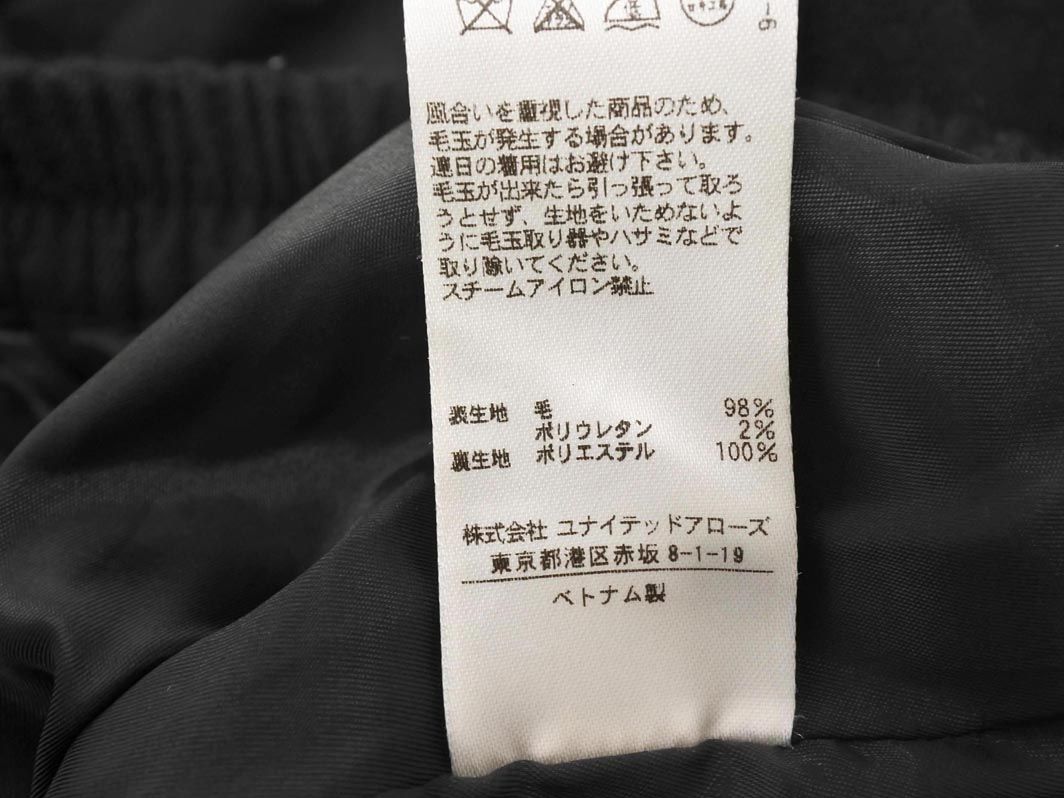 低
風合いを重視した商品のため、
毛玉が発生する場合があります。
連日の着用はお避け下さい。
毛玉が出来たら引っ張って取ろ
うとせず、生地をいためないよ
うに毛玉取り器やハサミなどで
取り除いてください。
スチームアイロン禁止
表生地 毛 98%
ポリウレタン 2%
裏生地 ポリエステル 100%
株式会社 ユナイテッドアローズ
東京都港区赤坂 8-1-19
ベトナム製